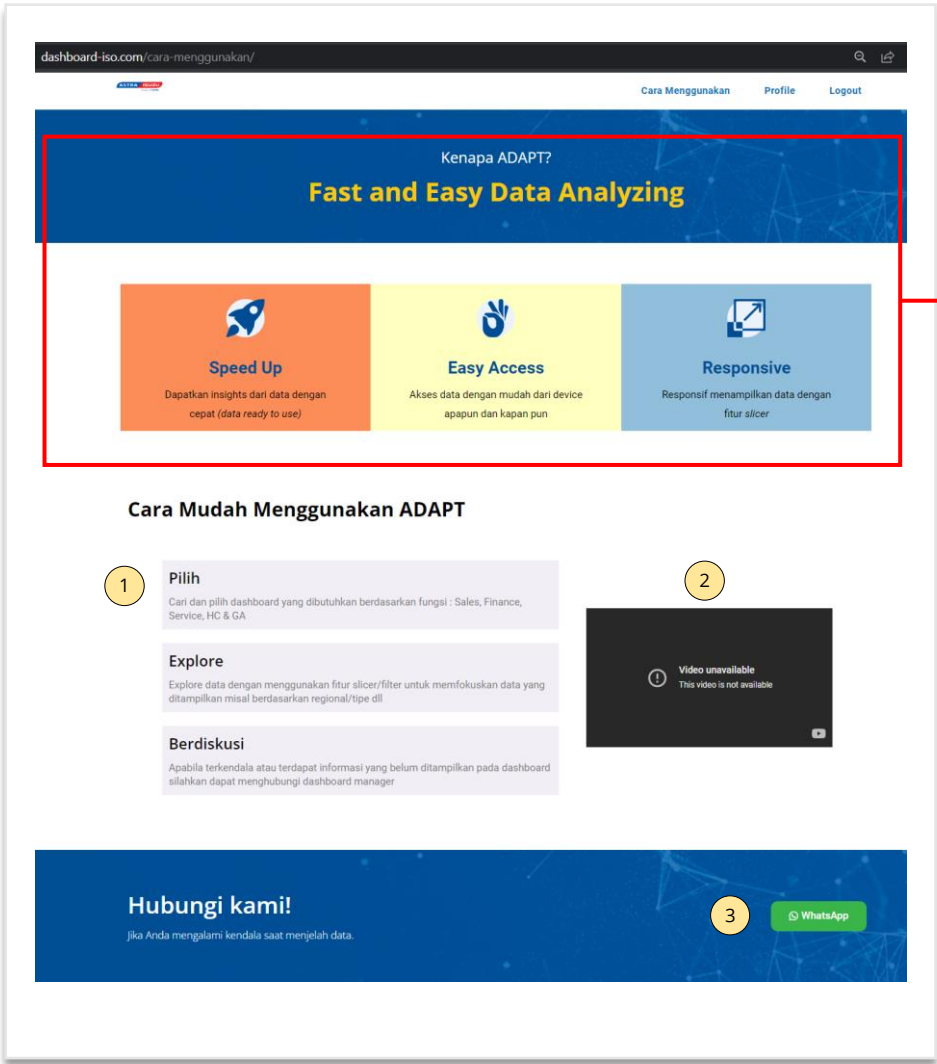 dashboard-iso.com/cara-menggunakan/
ASTRA ISUZU
Cara Menggunakan Profile Logout
Kenapa ADAPT?
Fast and Easy Data Analyzing
Speed Up
Dapatkan insights dari data dengan
cepat (data ready to use)
Easy Access
Akses data dengan mudah dari device
apapun dan kapan pun
Responsive
Responsif menampilkan data dengan
fitur slicer
Cara Mudah Menggunakan ADAPT
1
Pilih
Cari dan pilih dashboard yang dibutuhkan berdasarkan fungsi : Sales, Finance,
Service, HC & GA
Explore
Explore data dengan menggunakan fitur slicer/filter untuk memfokuskan data yang
ditampilkan misal berdasarkan regional/tipe dll
Berdiskusi
Apabila terkendala atau terdapat informasi yang belum ditampilkan pada dashboard
silahkan dapat menghubungi dashboard manager
2
Video unavailable
This video is not available
Hubungi kami!
Jika Anda mengalami kendala saat menjelah data.
3
WhatsApp